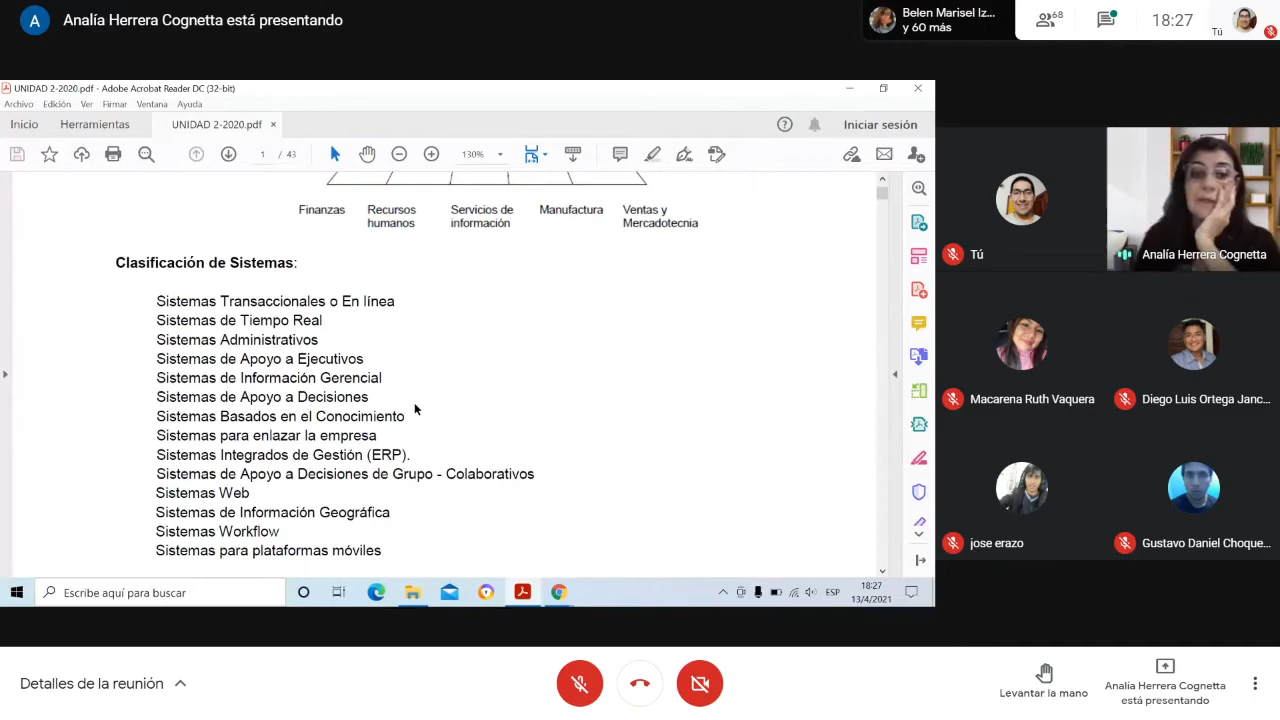 A
Analía Herrera Cognetta está presentando
Belen Marisel Iz...
y 60 más
68
18:27
Tú
UNIDAD 2-2020.pdf - Adobe Acrobat Reader DC (32-bit)
Archivo Edición Ver Firmar Ventana Ayuda
Inicio Herramientas UNIDAD 2-2020.pdf × Iniciar sesión
1 / 43 130%
Finanzas Recursos humanos Servicios de información Manufactura Ventas y Mercadotecnia
Clasificación de Sistemas:
Sistemas Transaccionales o En línea
Sistemas de Tiempo Real
Sistemas Administrativos
Sistemas de Apoyo a Ejecutivos
Sistemas de Información Gerencial
Sistemas de Apoyo a Decisiones
Sistemas Basados en el Conocimiento
Sistemas para enlazar la empresa
Sistemas Integrados de Gestión (ERP).
Sistemas de Apoyo a Decisiones de Grupo - Colaborativos
Sistemas Web
Sistemas de Información Geográfica
Sistemas Workflow
Sistemas para plataformas móviles
Escribe aquí para buscar
ESP
18:27
13/4/2021
Tú
Analía Herrera Cognetta
Macarena Ruth Vaquera
Diego Luis Ortega Janc...
jose erazo
Gustavo Daniel Choque...
Detalles de la reunión
Levantar la mano
Analía Herrera Cognetta
está presentando